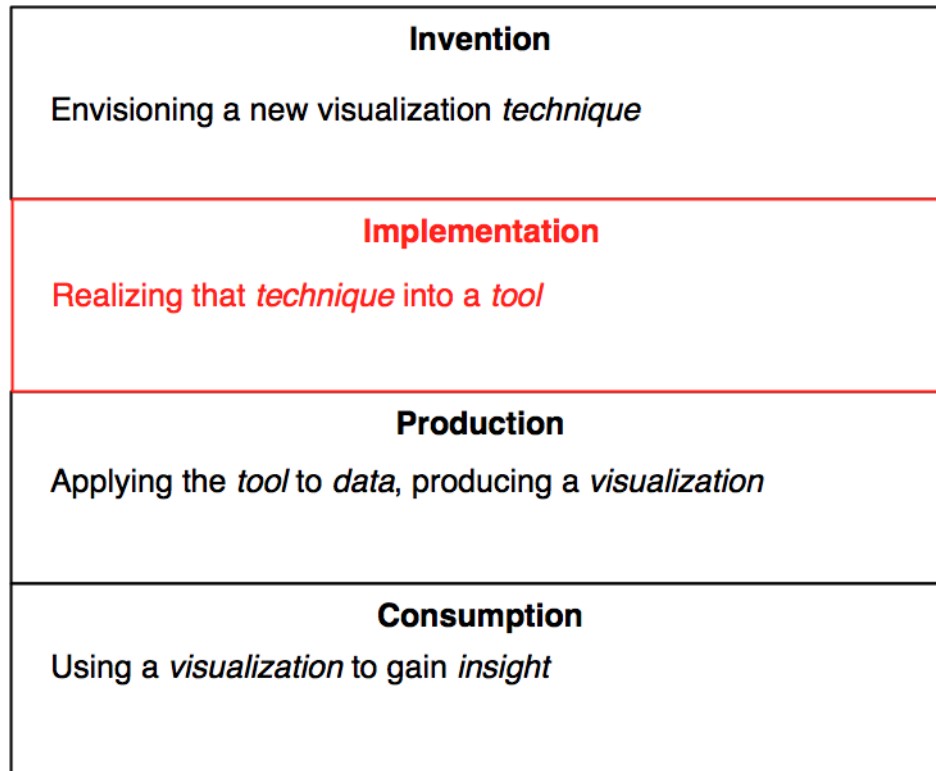 Invention
Envisioning a new visualization technique
Implementation
Realizing that technique into a tool
Production
Applying the tool to data, producing a visualization
Consumption
Using a visualization to gain insight